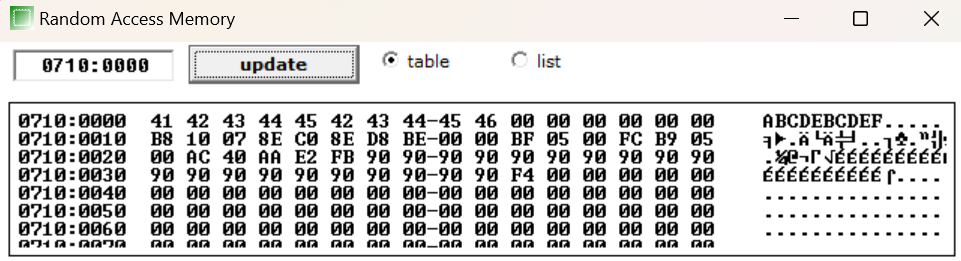 Random Access Memory
0710:0000 update table list
0710:0000 41 42 43 44 45 42 43 44-45 46 00 00 00 00 00 00 ABCDEBCDEF......
0710:0010 B8 10 07 8E C0 8E D8 BE-00 00 BF 05 00 FC B9 05
0710:0020 00 AC 40 AA E2 FB 90 90-90 90 90 90 90 90 90 90
0710:0030 90 90 90 90 90 90 90 90-90 90 F4 00 00 00 00 00 ÉÉÉÉÉÉÉÉÉÉ⌠.....
0710:0040 00 00 00 00 00 00 00 00-00 00 00 00 00 00 00 00 ................
0710:0050 00 00 00 00 00 00 00 00-00 00 00 00 00 00 00 00 ................
0710:0060 00 00 00 00 00 00 00 00-00 00 00 00 00 00 00 00 ................